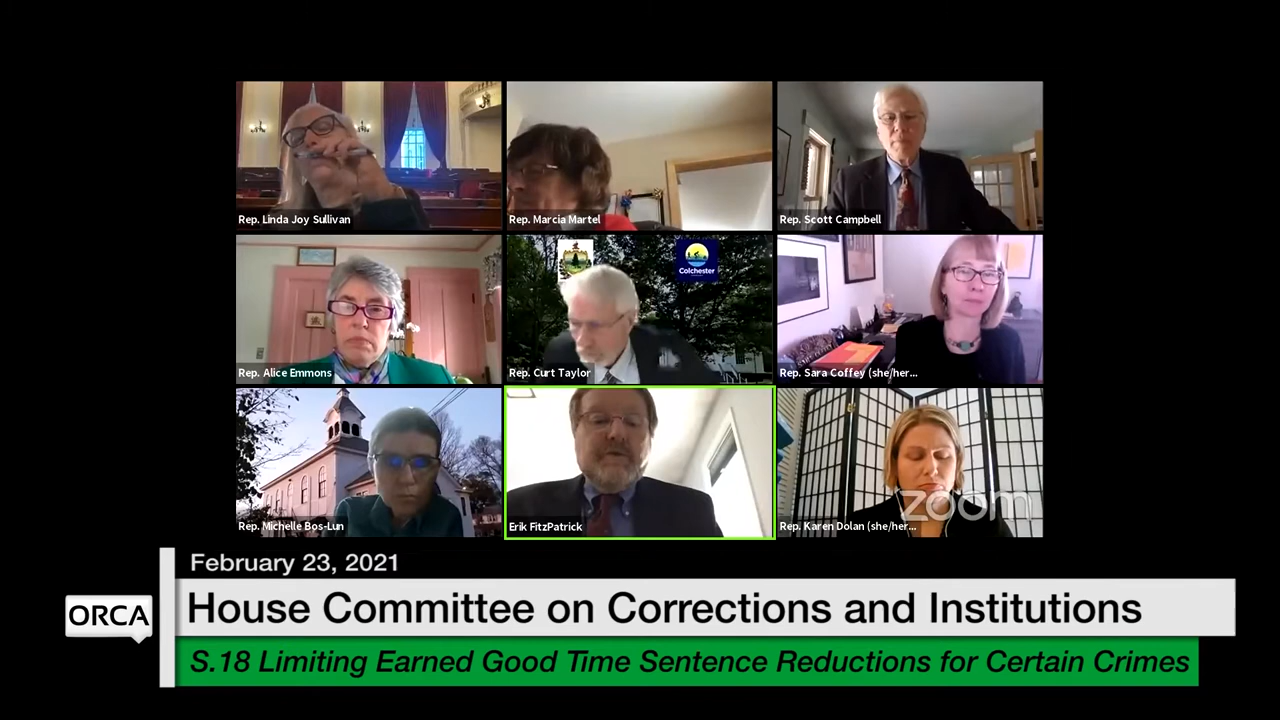 Rep. Linda Joy Sullivan
Rep. Marcia Martel
Rep. Scott Campbell
Colchester
Rep. Alice Emmons
Rep. Curt Taylor
Rep. Sara Coffey (she/her...
Rep. Michelle Bos-Lun
Erik FitzPatrick
zoom
Rep. Karen Dolan (she/her...
February 23, 2021
ORCA
House Committee on Corrections and Institutions
S.18 Limiting Earned Good Time Sentence Reductions for Certain Crimes